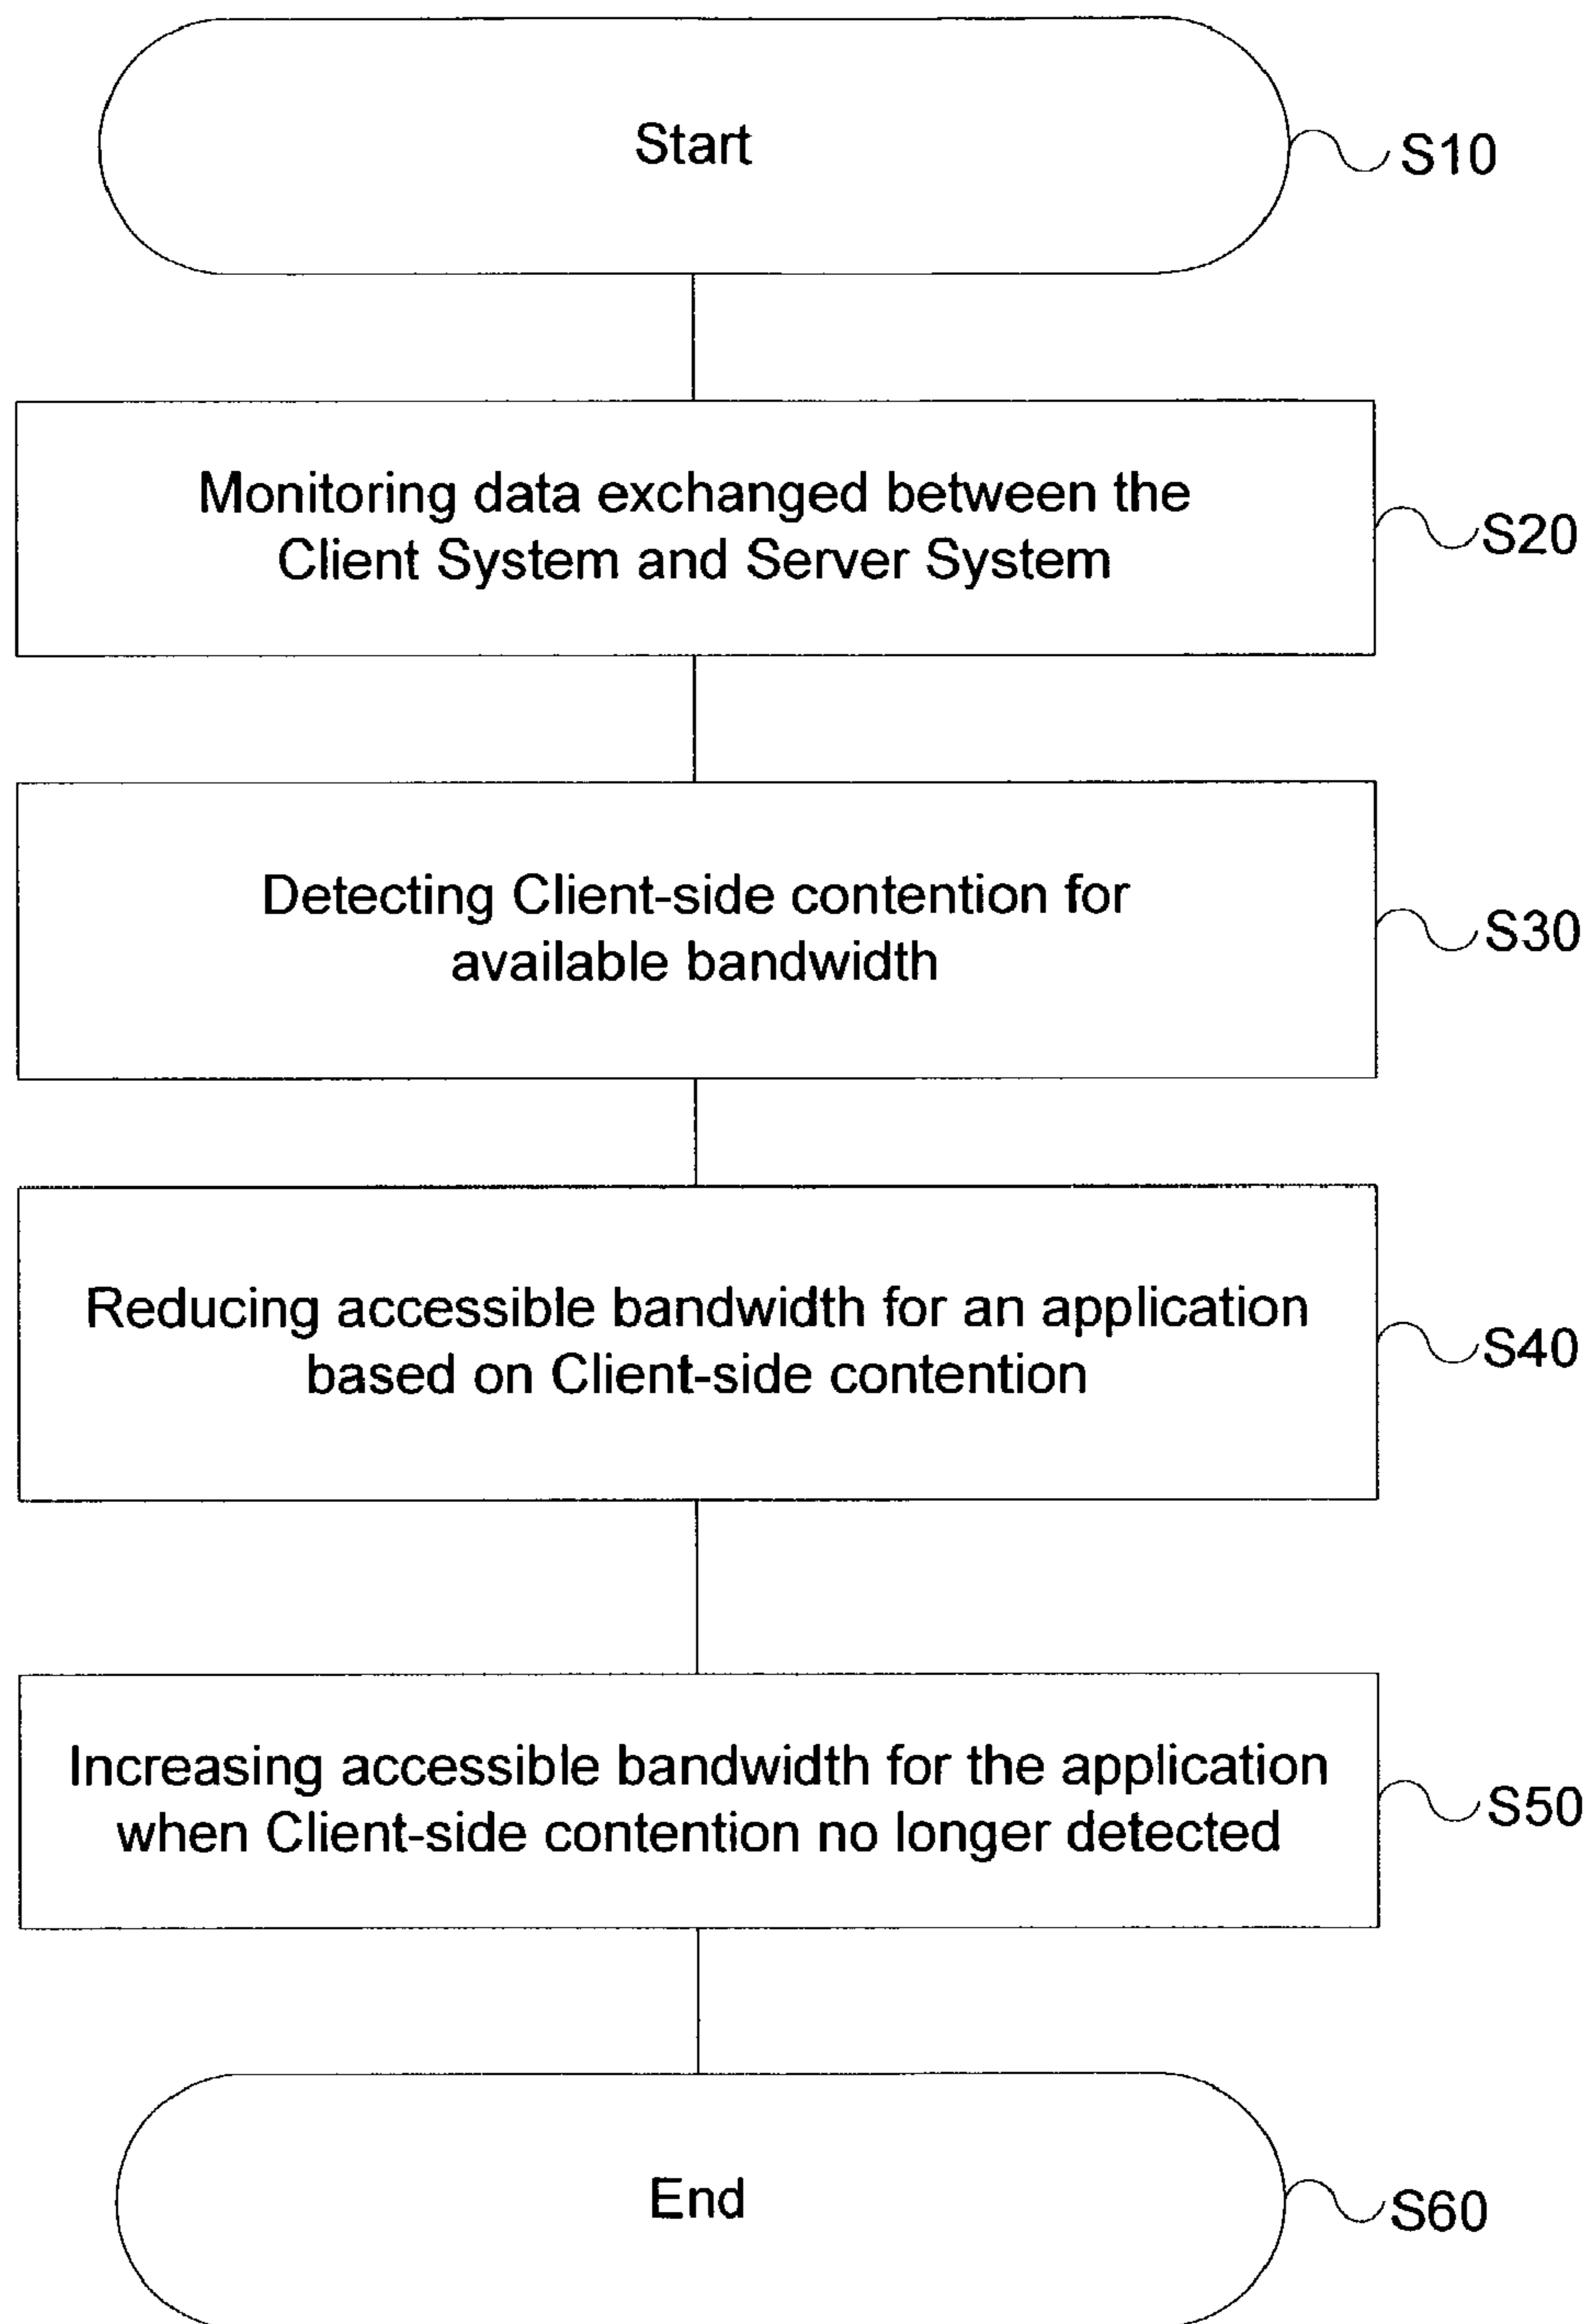 Start
S10
Monitoring data exchanged between the
Client System and Server System
S20
Detecting Client-side contention for
available bandwidth
S30
Reducing accessible bandwidth for an application
based on Client-side contention
S40
Increasing accessible bandwidth for the application
when Client-side contention no longer detected
S50
End
S60